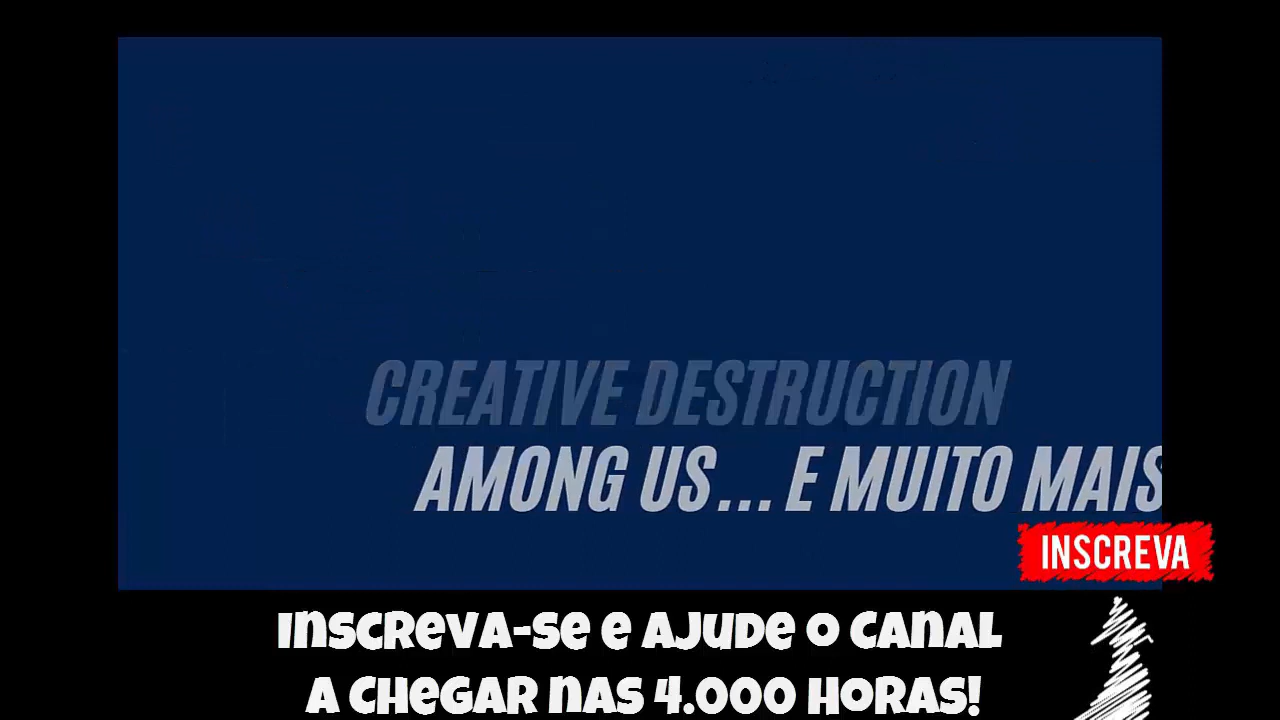 CREATIVE DESTRUCTION
AMONG US... E MUITO MAIS
INSCREVA
INSCREVA-SE E AJUDE O CANAL
A CHEGAR NAS 4.000 HORAS!